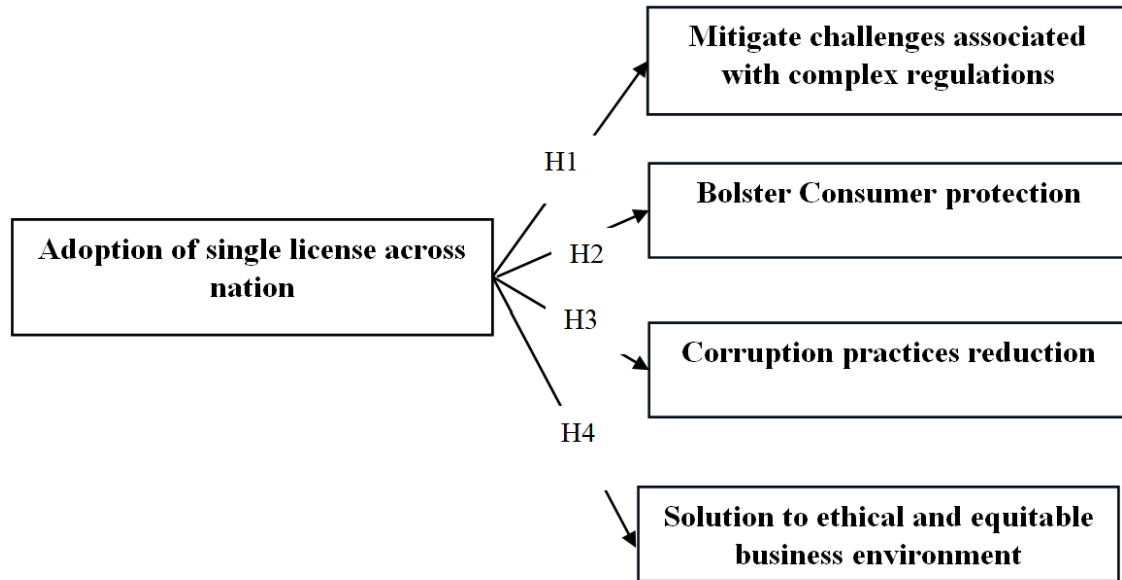 Mitigate challenges associated
with complex regulations
H1
Bolster Consumer protection
Adoption of single license across
nation
H2
H3
Corruption practices reduction
H4
Solution to ethical and equitable
business environment